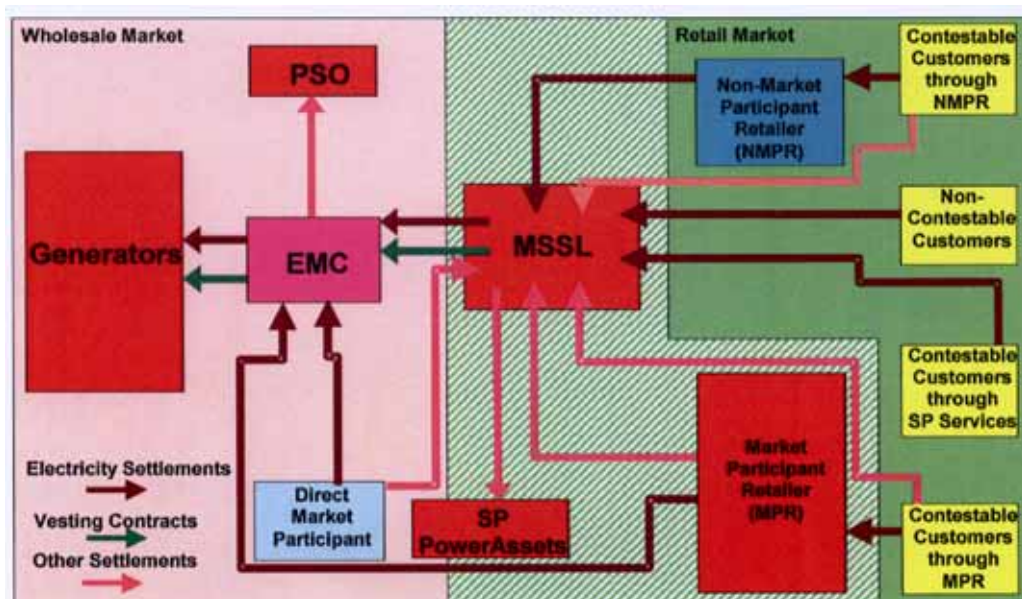 Wholesale Market
Retail Market
PSO
Non-Market
Participant
Retailer
(NMPR)
Contestable
Customers
through
NMPR
Generators
EMC
MSSL
Non-
Contestable
Customers
Contestable
Customers
through
SP Services
Electricity Settlements
Vesting Contracts
Other Settlements
Direct
Market
Participant
SP
PowerAssets
Market
Participant
Retailer
(MPR)
Contestable
Customers
through
MPR